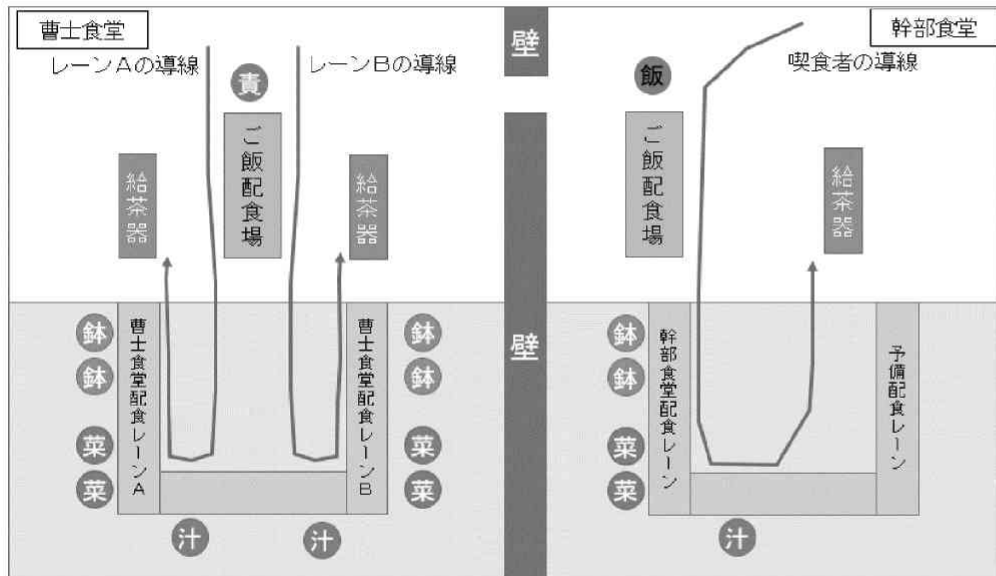 曹士食堂
レーンAの導線
レーンBの導線
責
ご飯配食場
給茶器
給茶器
曹士食堂配食レーンA
曹士食堂配食レーンB
鉢
鉢
菜
菜
鉢
鉢
菜
菜
汁
汁
壁
壁
幹部食堂
喫食者の導線
飯
ご飯配食場
給茶器
鉢
鉢
菜
菜
幹部食堂配食レーン
予備配食レーン
汁